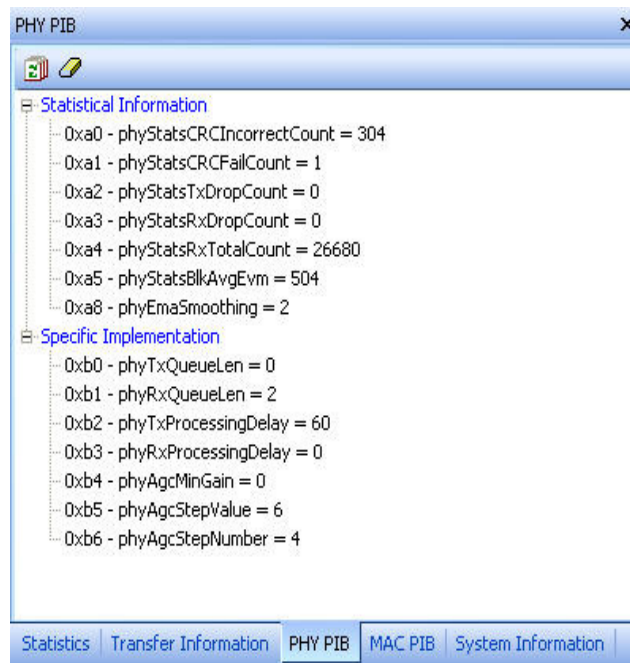 PHY PIB
Statistical Information
0xa0 - phyStatsCRCIncorrectCount = 304
0xa1 - phyStatsCRCFailCount = 1
0xa2 - phyStatsTxDropCount = 0
0xa3 - phyStatsRxDropCount = 0
0xa4 - phyStatsRxTotalCount = 26680
0xa5 - phyStatsBlkAvgEvm = 504
0xa8 - phyEmaSmoothing = 2
Specific Implementation
0xb0 - phyTxQueueLen = 0
0xb1 - phyRxQueueLen = 2
0xb2 - phyTxProcessingDelay = 60
0xb3 - phyRxProcessingDelay = 0
0xb4 - phyAgcMinGain = 0
0xb5 - phyAgcStepValue = 6
0xb6 - phyAgcStepNumber = 4
Statistics Transfer Information PHY PIB MAC PIB System Information